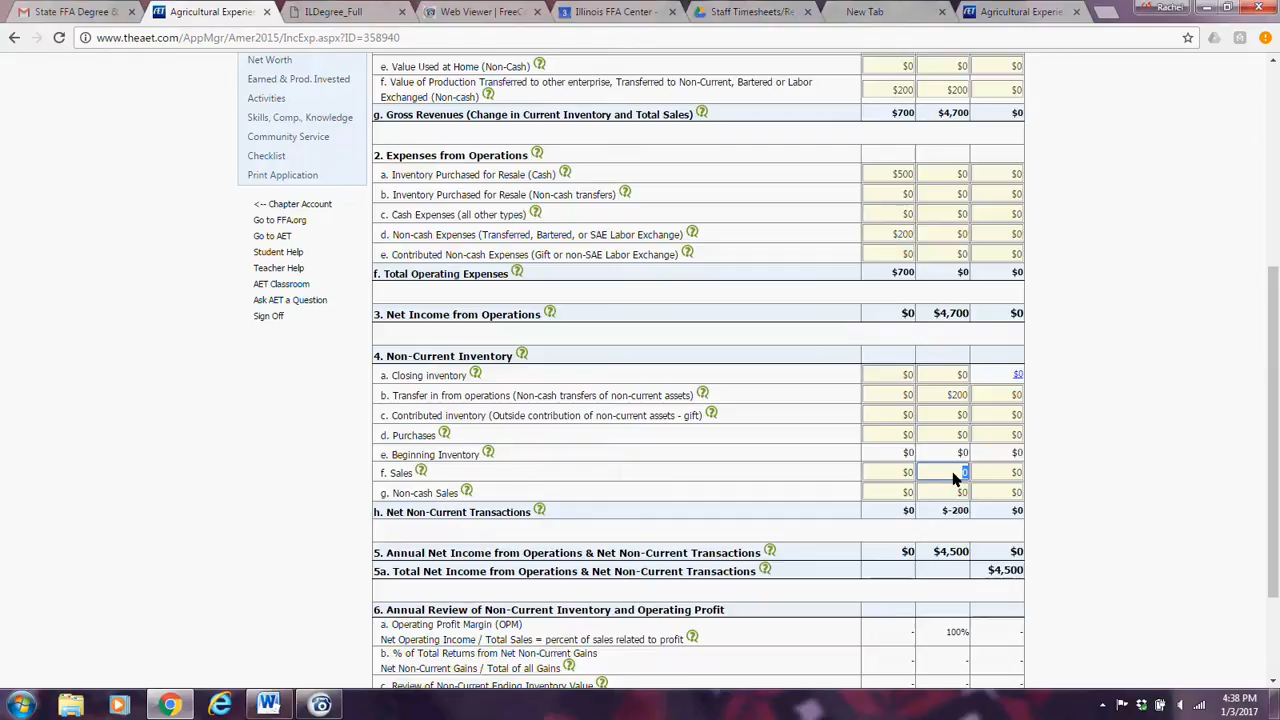 State FFA Degree &
Agricultural Experie
ILDegree_Full
Web Viewer | Free
Illinois FFA Center -
Staff Timesheets/Re
New Tab
Agricultural Experie
Rachel
www.theaet.com/AppMgr/Amer2015/IncExp.aspx?ID=358940
Net Worth
Earned & Prod. Invested
Activities
Skills, Comp., Knowledge
Community Service
Checklist
Print Application
<-- Chapter Account
Go to FFA.org
Go to AET
Student Help
Teacher Help
AET Classroom
Ask AET a Question
Sign Off
e. Value Used at Home (Non-Cash) $0 $0 $0
f. Value of Production Transferred to other enterprise, Transferred to Non-Current, Bartered or Labor
Exchanged (Non-cash) $200 $200 $0
g. Gross Revenues (Change in Current Inventory and Total Sales) $700 $4,700 $0
2. Expenses from Operations
a. Inventory Purchased for Resale (Cash) $500 $0 $0
b. Inventory Purchased for Resale (Non-cash transfers) $0 $0 $0
c. Cash Expenses (all other types) $0 $0 $0
d. Non-cash Expenses (Transferred, Bartered, or SAE Labor Exchange) $200 $0 $0
e. Contributed Non-cash Expenses (Gift or non-SAE Labor Exchange) $0 $0 $0
f. Total Operating Expenses $700 $0 $0
3. Net Income from Operations $0 $4,700 $0
4. Non-Current Inventory
a. Closing inventory $0 $0 $0
b. Transfer in from operations (Non-cash transfers of non-current assets) $0 $200 $0
c. Contributed inventory (Outside contribution of non-current assets - gift) $0 $0 $0
d. Purchases $0 $0 $0
e. Beginning Inventory $0 $0 $0
f. Sales $0 0 $0
g. Non-cash Sales $0 $0 $0
h. Net Non-Current Transactions $0 $-200 $0
5. Annual Net Income from Operations & Net Non-Current Transactions $0 $4,500 $0
5a. Total Net Income from Operations & Net Non-Current Transactions $4,500
6. Annual Review of Non-Current Inventory and Operating Profit
a. Operating Profit Margin (OPM)
Net Operating Income / Total Sales = percent of sales related to profit - 100% -
b. % of Total Returns from Net Non-Current Gains
Net Non-Current Gains / Total of all Gains - - -
c. Review of Non-Current Ending Inventory Value - - -
4:38 PM
1/3/2017